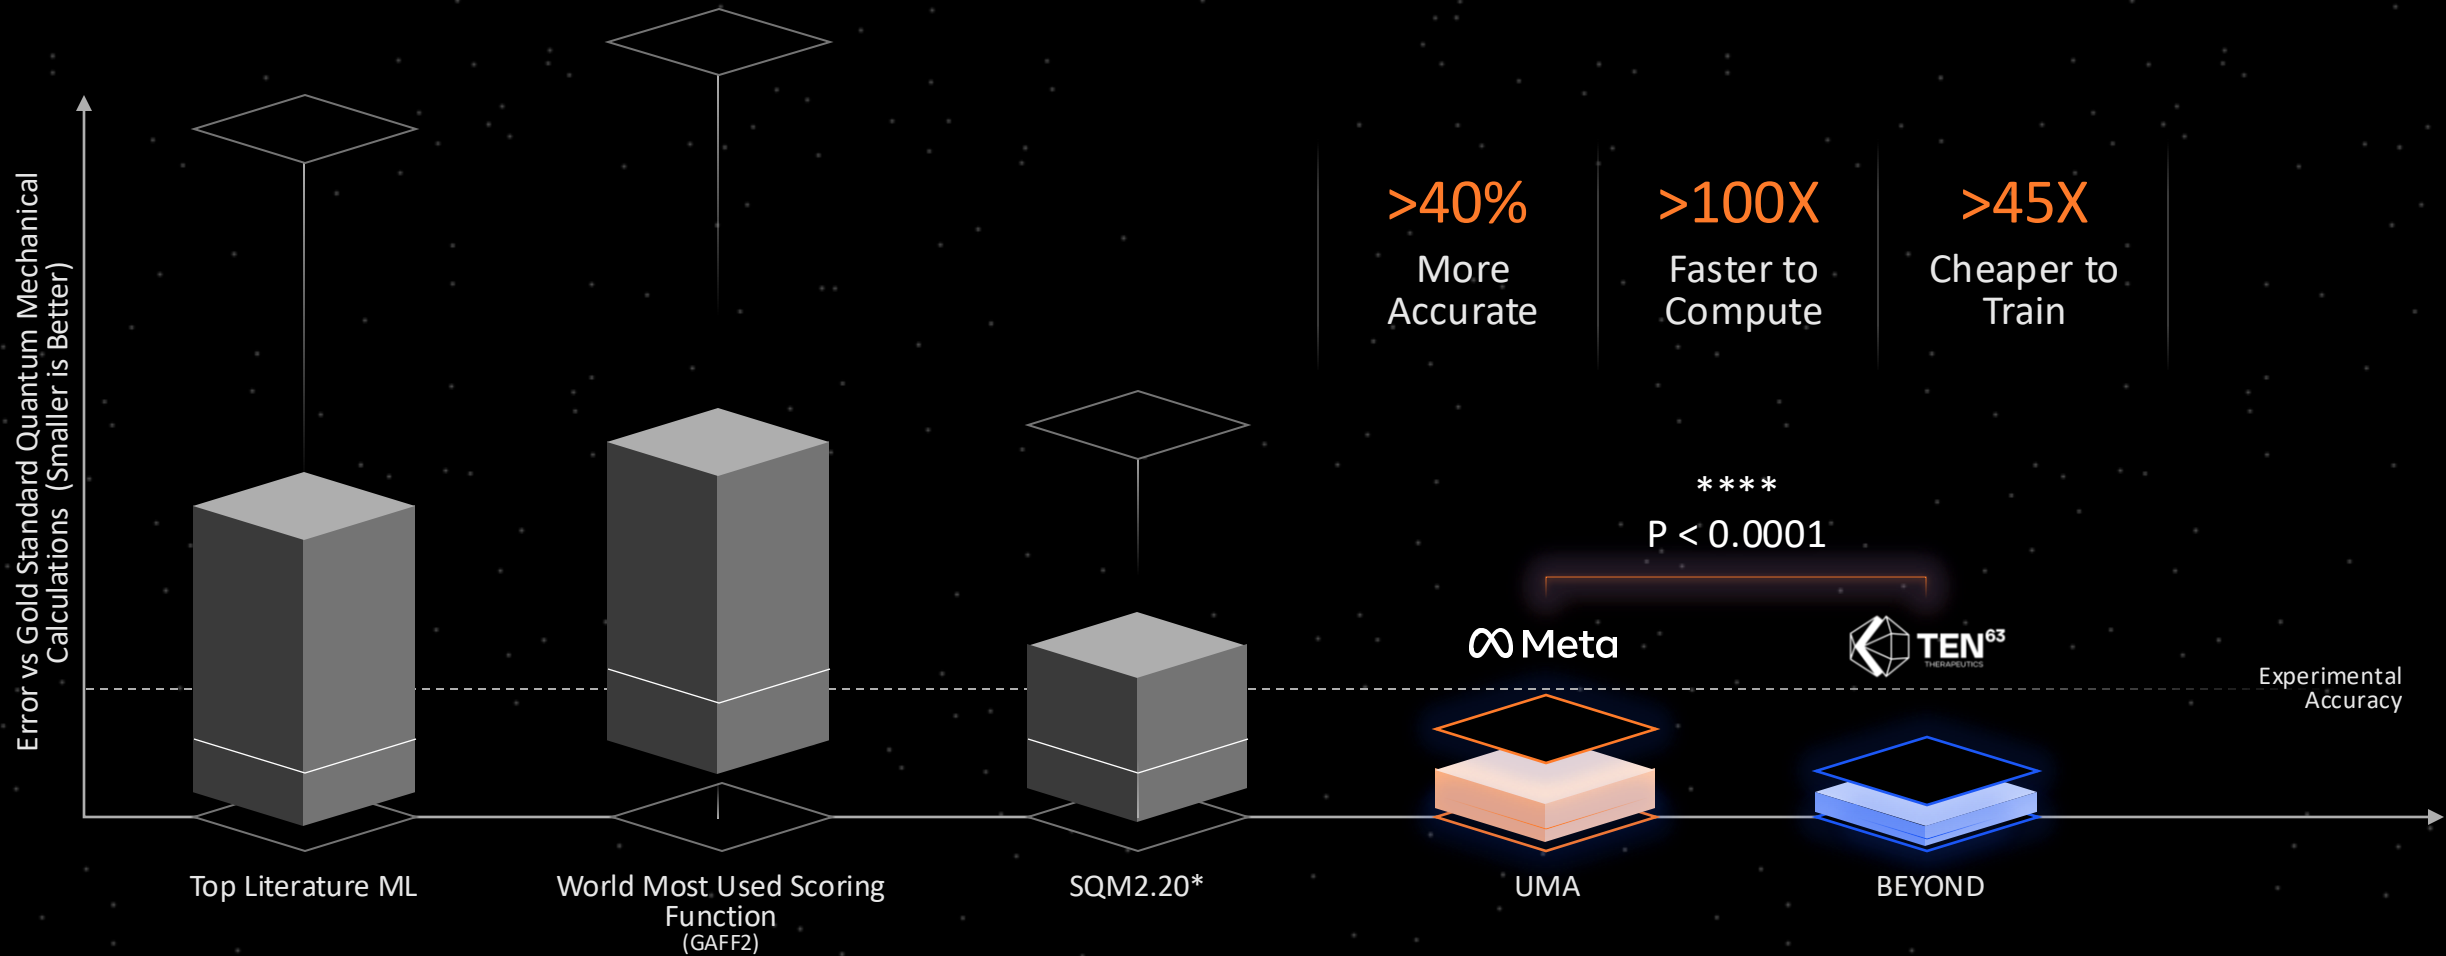 Error vs Gold Standard Quantum Mechanical
Calculations (Smaller is Better)
>40%
More
Accurate
>100X
Faster to
Compute
>45X
Cheaper to
Train
****
P < 0.0001
Meta
TEN63
THERAPEUTICS
Experimental
Accuracy
Top Literature ML
World Most Used Scoring
Function
(GAFF2)
SQM2.20*
UMA
BEYOND